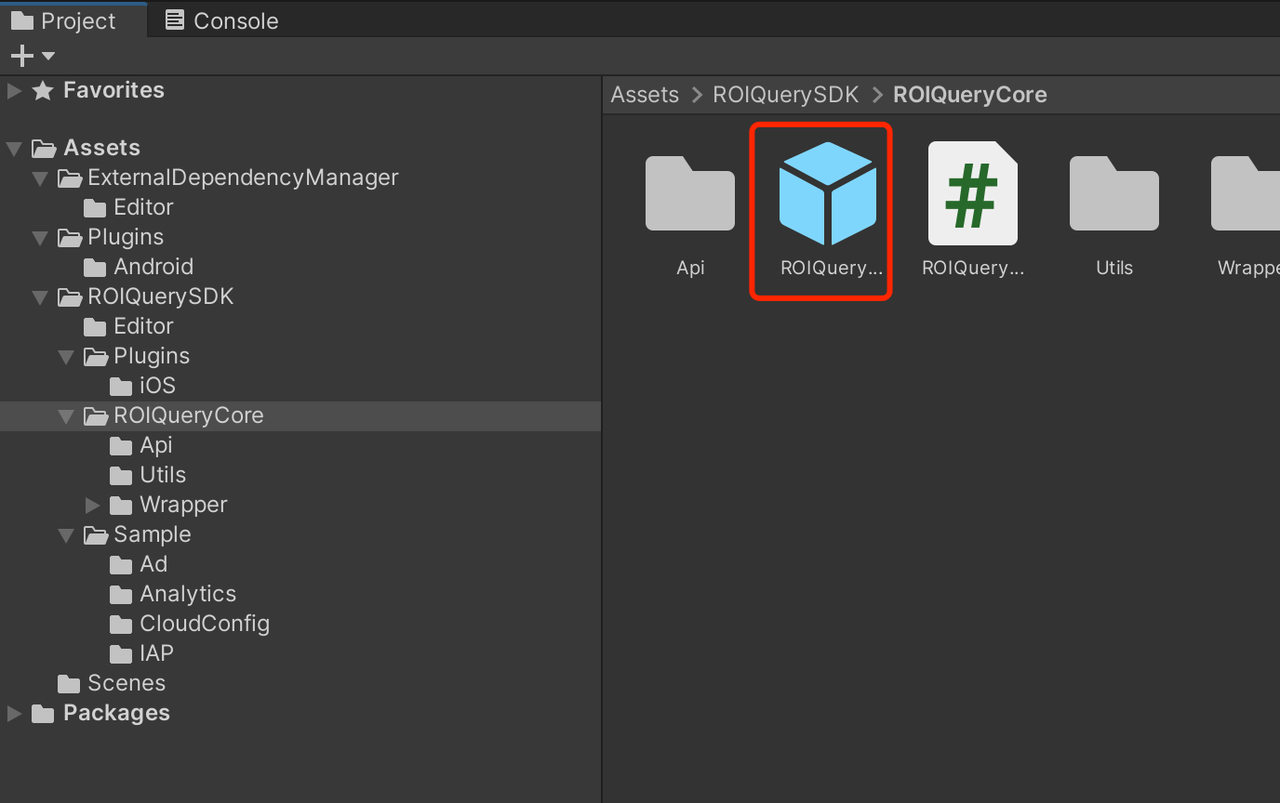 Project
Console
Favorites
Assets
ExternalDependencyManager
Editor
Plugins
Android
ROIQuerySDK
Editor
Plugins
iOS
ROIQueryCore
Api
Utils
Wrapper
Sample
Ad
Analytics
CloudConfig
IAP
Scenes
Packages
Assets > ROIQuerySDK > ROIQueryCore
Api
ROIQuery...
#
ROIQuery...
Utils
Wrappe